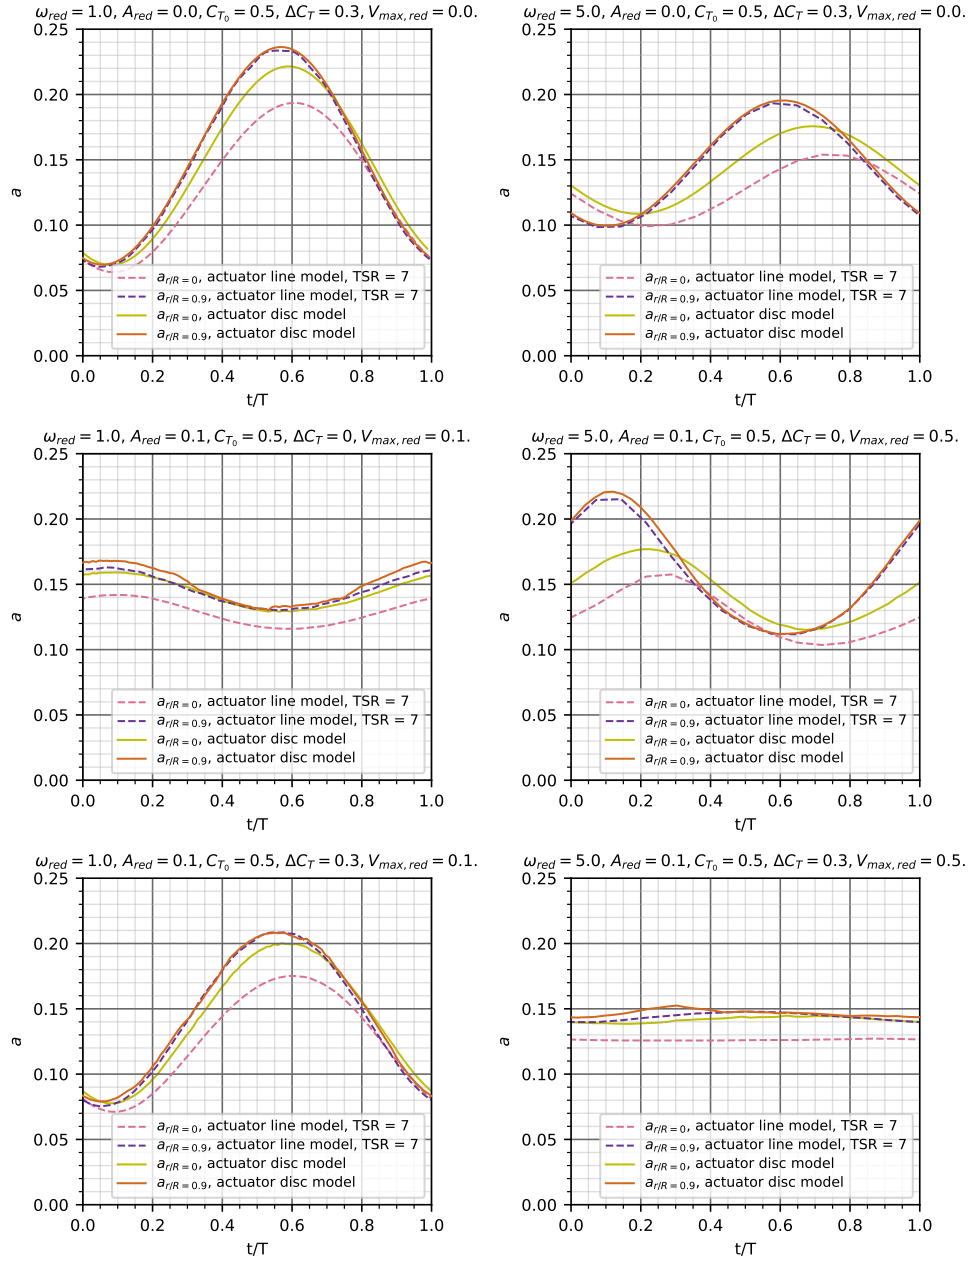 ω_red = 1.0, A_red = 0.0, C_T₀ = 0.5, ΔC_T = 0.3, V_max,red = 0.0.
0.25
0.20
0.15
0.10
0.05
0.00
a
a_r/R=0, actuator line model, TSR = 7
a_r/R=0.9, actuator line model, TSR = 7
a_r/R=0, actuator disc model
a_r/R=0.9, actuator disc model
0.0 0.2 0.4 0.6 0.8 1.0
t/T
ω_red = 5.0, A_red = 0.0, C_T₀ = 0.5, ΔC_T = 0.3, V_max,red = 0.0.
0.25
0.20
0.15
0.10
0.05
0.00
a
a_r/R=0, actuator line model, TSR = 7
a_r/R=0.9, actuator line model, TSR = 7
a_r/R=0, actuator disc model
a_r/R=0.9, actuator disc model
0.0 0.2 0.4 0.6 0.8 1.0
t/T
ω_red = 1.0, A_red = 0.1, C_T₀ = 0.5, ΔC_T = 0, V_max,red = 0.1.
0.25
0.20
0.15
0.10
0.05
0.00
a
a_r/R=0, actuator line model, TSR = 7
a_r/R=0.9, actuator line model, TSR = 7
a_r/R=0, actuator disc model
a_r/R=0.9, actuator disc model
0.0 0.2 0.4 0.6 0.8 1.0
t/T
ω_red = 5.0, A_red = 0.1, C_T₀ = 0.5, ΔC_T = 0, V_max,red = 0.5.
0.25
0.20
0.15
0.10
0.05
0.00
a
a_r/R=0, actuator line model, TSR = 7
a_r/R=0.9, actuator line model, TSR = 7
a_r/R=0, actuator disc model
a_r/R=0.9, actuator disc model
0.0 0.2 0.4 0.6 0.8 1.0
t/T
ω_red = 1.0, A_red = 0.1, C_T₀ = 0.5, ΔC_T = 0.3, V_max,red = 0.1.
0.25
0.20
0.15
0.10
0.05
0.00
a
a_r/R=0, actuator line model, TSR = 7
a_r/R=0.9, actuator line model, TSR = 7
a_r/R=0, actuator disc model
a_r/R=0.9, actuator disc model
0.0 0.2 0.4 0.6 0.8 1.0
t/T
ω_red = 5.0, A_red = 0.1, C_T₀ = 0.5, ΔC_T = 0.3, V_max,red = 0.5.
0.25
0.20
0.15
0.10
0.05
0.00
a
a_r/R=0, actuator line model, TSR = 7
a_r/R=0.9, actuator line model, TSR = 7
a_r/R=0, actuator disc model
a_r/R=0.9, actuator disc model
0.0 0.2 0.4 0.6 0.8 1.0
t/T